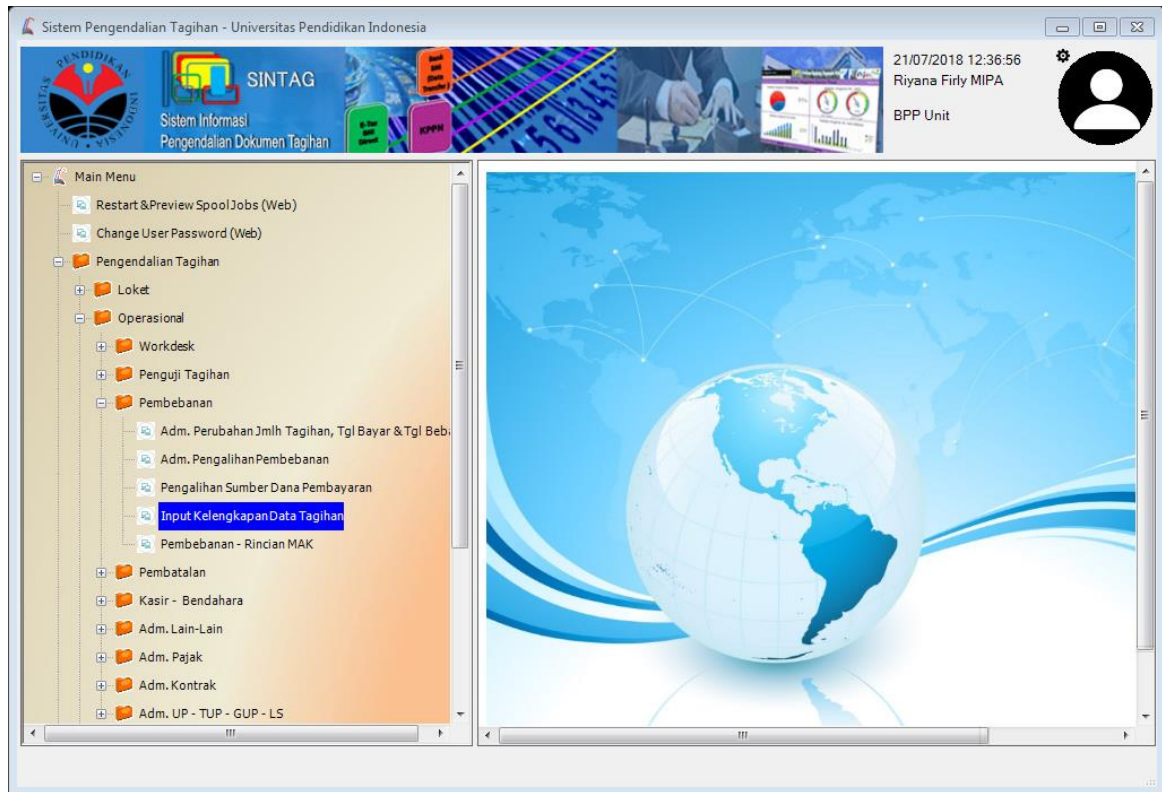 Sistem Pengendalian Tagihan - Universitas Pendidikan Indonesia
UNIVERSITAS PENDIDIKAN INDONESIA
SINTAG
Sistem Informasi
Pengendalian Dokumen Tagihan
KPPN
21/07/2018 12:36:56
Riyana Firly MIPA
BPP Unit
Main Menu
Restart & Preview Spool Jobs (Web)
Change User Password (Web)
Pengendalian Tagihan
Loket
Operasional
Workdesk
Penguji Tagihan
Pembebanan
Adm. Perubahan Jmlh Tagihan, Tgl Bayar & Tgl Beba
Adm. Pengalihan Pembebanan
Pengalihan Sumber Dana Pembayaran
Input Kelengkapan Data Tagihan
Pembebanan - Rincian MAK
Pembatalan
Kasir - Bendahara
Adm. Lain-Lain
Adm. Pajak
Adm. Kontrak
Adm. UP - TUP - GUP - LS